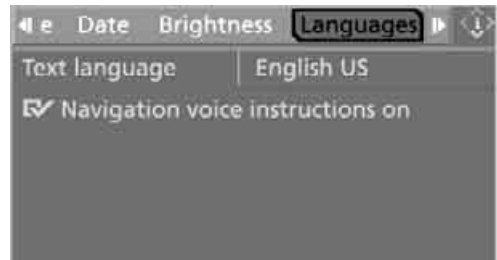 e Date Brightness Languages i
Text language English US
Navigation voice instructions on